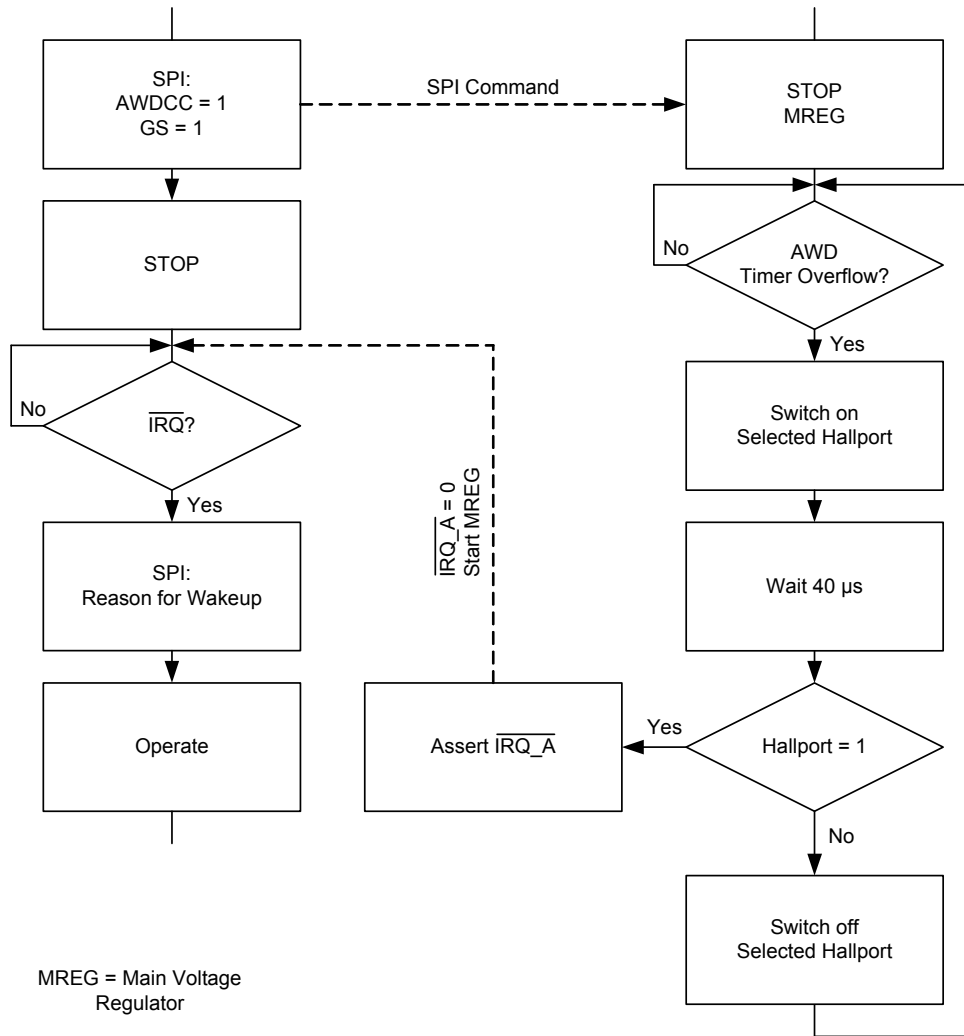 SPI:
AWDCC = 1
GS = 1
SPI Command
STOP
MREG
STOP
No
AWD
Timer Overflow?
Yes
No
IRQ?
Yes
Switch on
Selected Hallport
SPI:
Reason for Wakeup
IRQ_A = 0
Start MREG
Wait 40 µs
Operate
Assert IRQ_A
Yes
Hallport = 1
No
Switch off
Selected Hallport
MREG = Main Voltage
Regulator